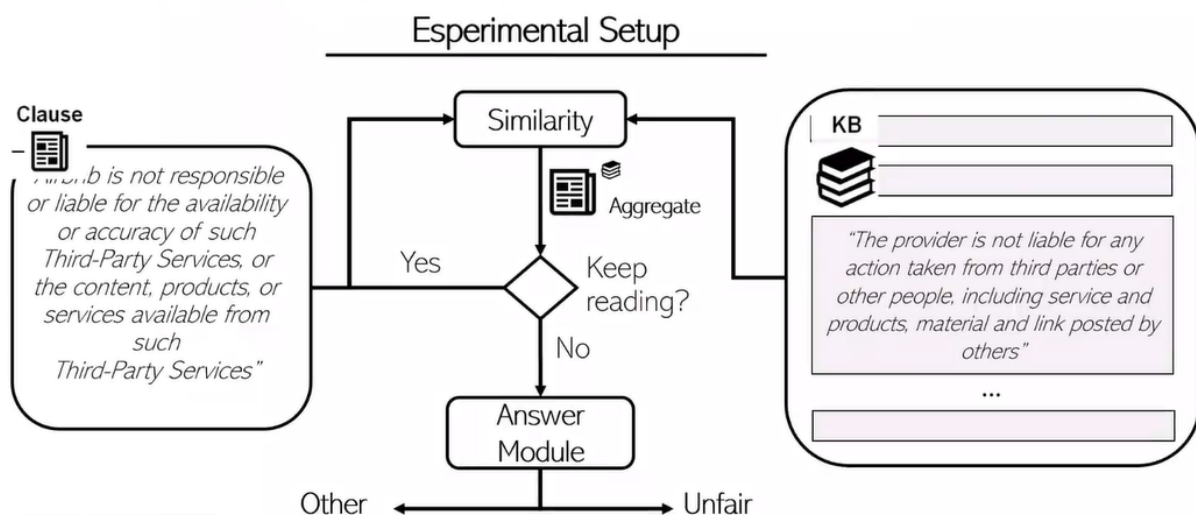 Esperimental Setup
Clause
Airbnb is not responsible
or liable for the availability
or accuracy of such
Third-Party Services, or
the content, products, or
services available from
such
Third-Party Services”
Similarity
Aggregate
Yes
Keep
reading?
No
Answer
Module
Other
Unfair
KB
“The provider is not liable for any
action taken from third parties or
other people, including service and
products, material and link posted by
others”
...